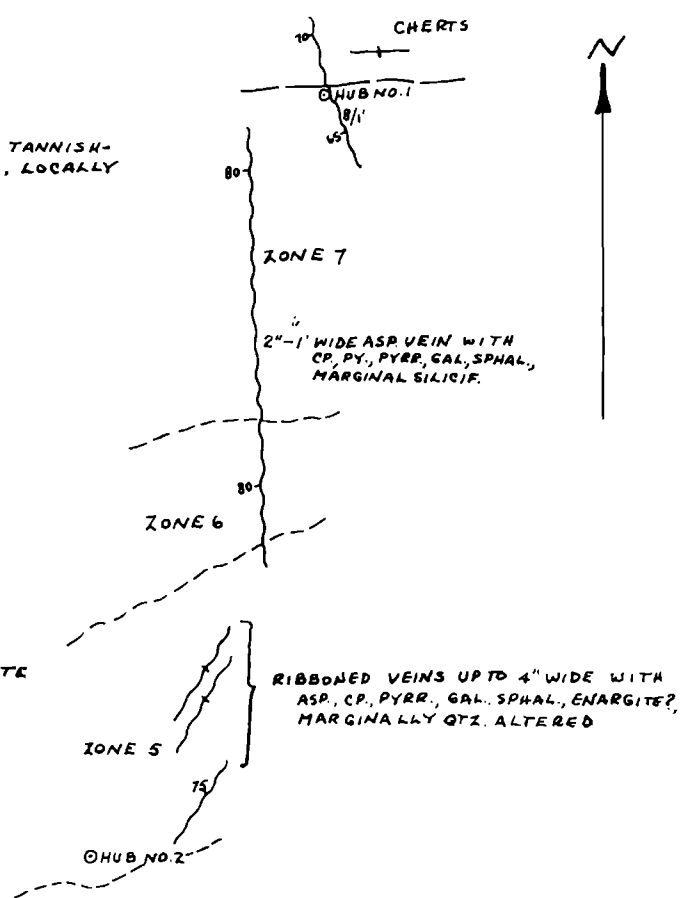 CHERTS
N
70
HUB NO. 1
8/1'
65
TANNISH-
, LOCALLY
80
ZONE 7
2"-1' WIDE ASP. VEIN WITH
CP., PY., PYRR., GAL., SPHAL.,
MARGINAL SILICIF.
80
ZONE 6
TE
RIBBONED VEINS UP TO 4" WIDE WITH
ASP., CP., PYRR., GAL. SPHAL., ENARGITE?,
MARGINALLY QTZ. ALTERED
ZONE 5
75
HUB NO. 2